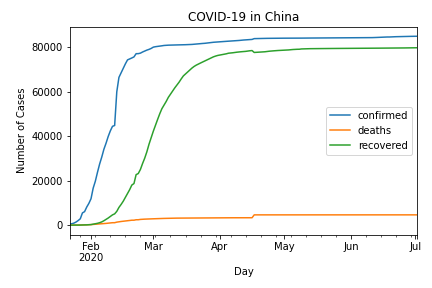 COVID-19 in China
Number of Cases
80000
60000
40000
20000
0
confirmed
deaths
recovered
Feb
2020
Mar
Apr
May
Jun
Jul
Day